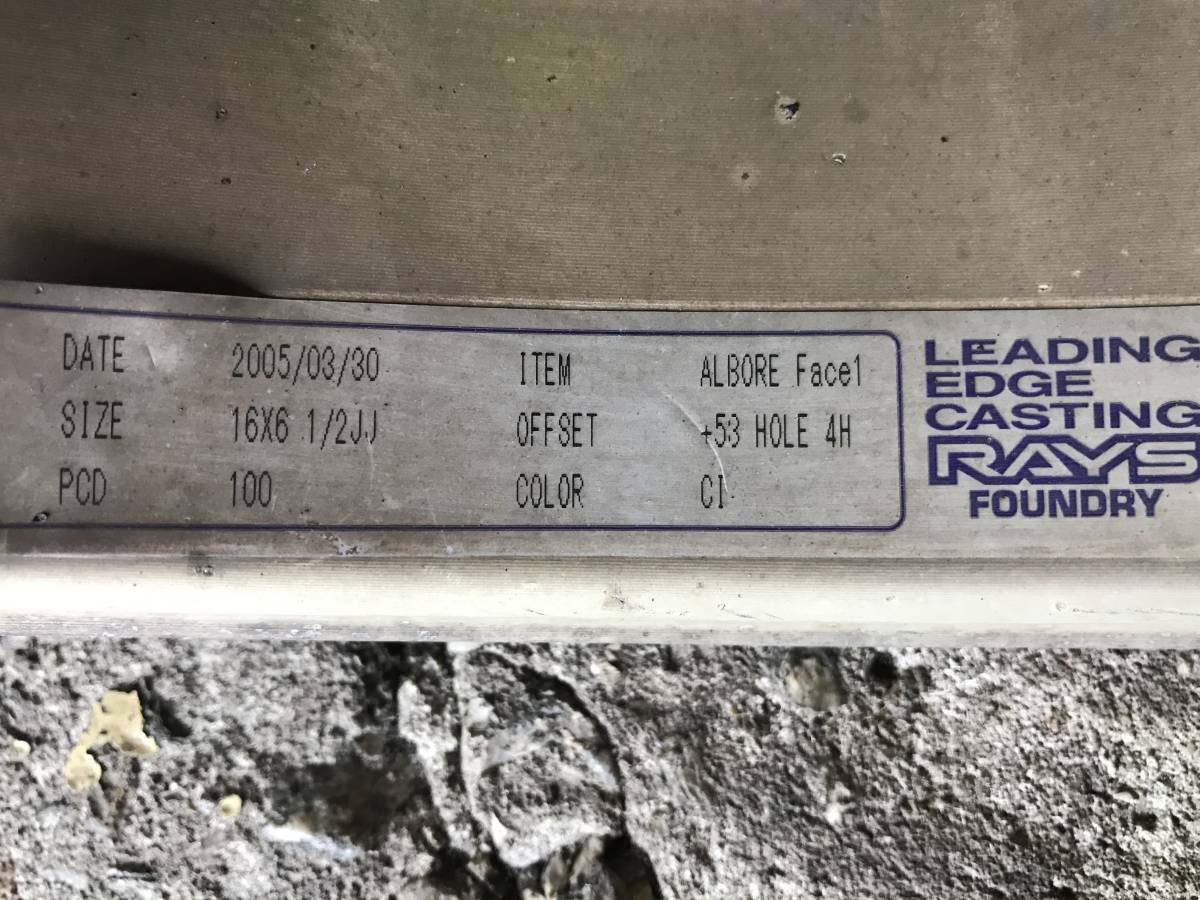 DATE 2005/03/30 ITEM ALBORE Face1
SIZE 16X6 1/2JJ OFFSET +53 HOLE 4H
PCD 100 COLOR CI
LEADING
EDGE
CASTING
RAYS
FOUNDRY